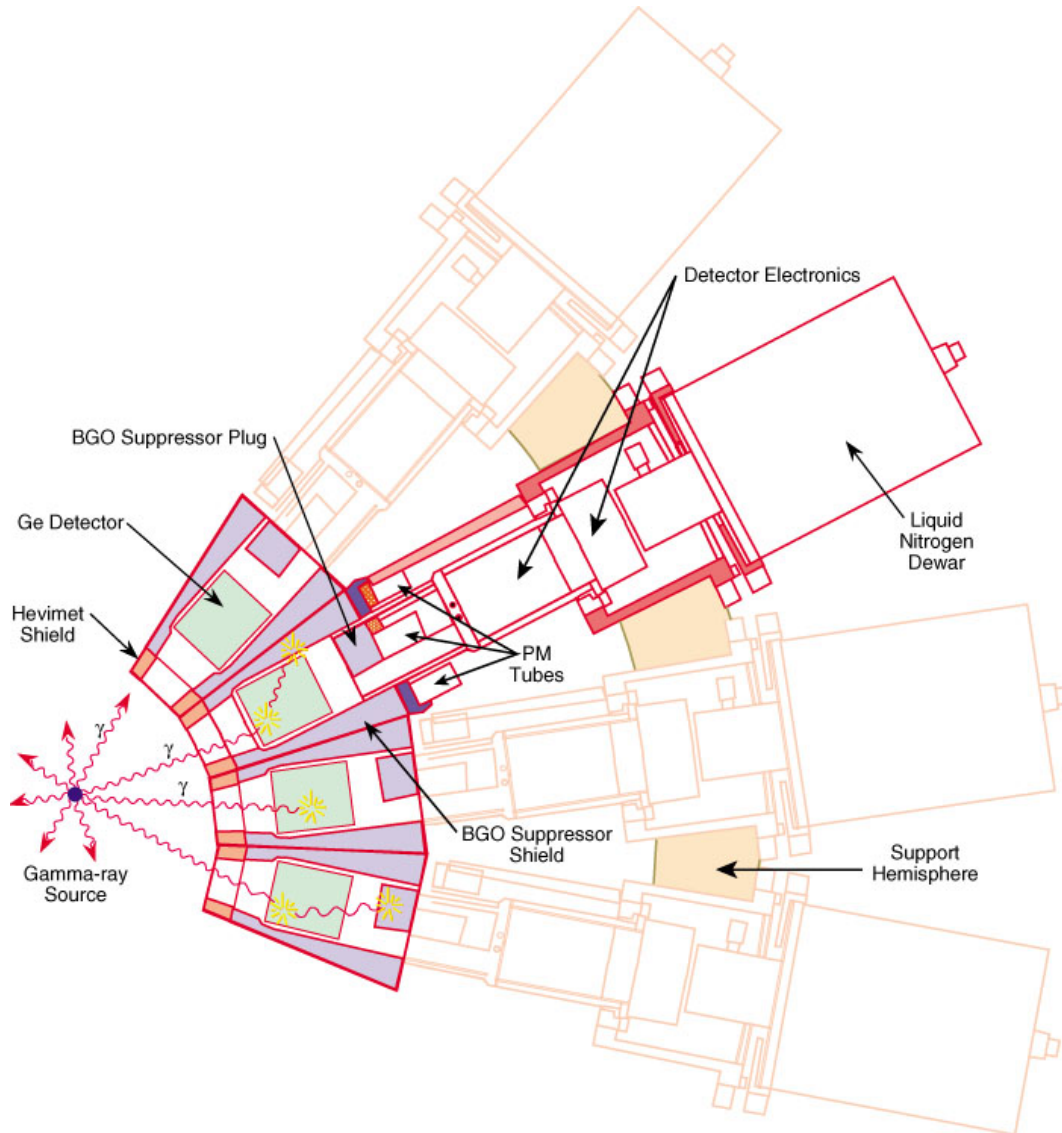 Detector Electronics
BGO Suppressor Plug
Ge Detector
Liquid
Nitrogen
Dewar
Hevimet
Shield
PM
Tubes
γ
γ
γ
BGO Suppressor
Shield
Support
Hemisphere
Gamma-ray
Source